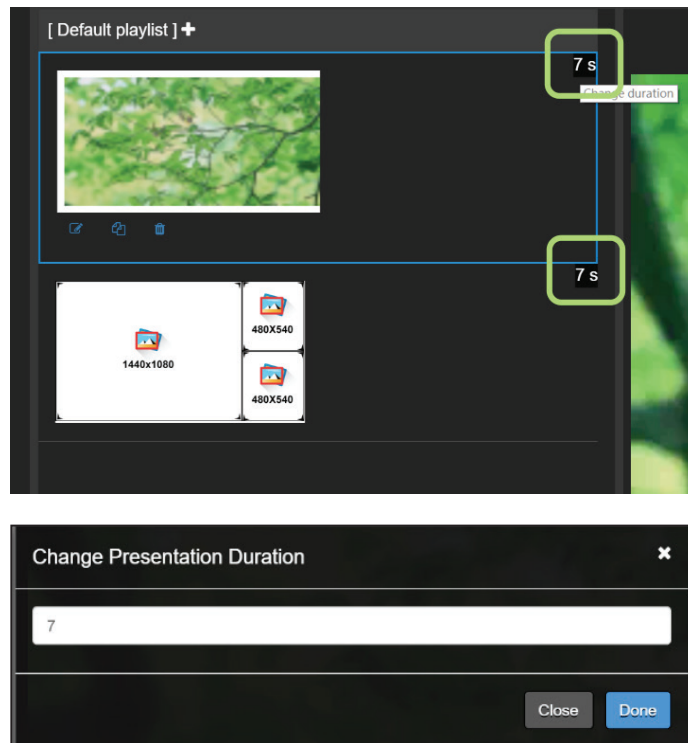 [ Default playlist ]
7 s
Change duration
7 s
1440x1080
480X540
480X540
Change Presentation Duration
7
Close
Done